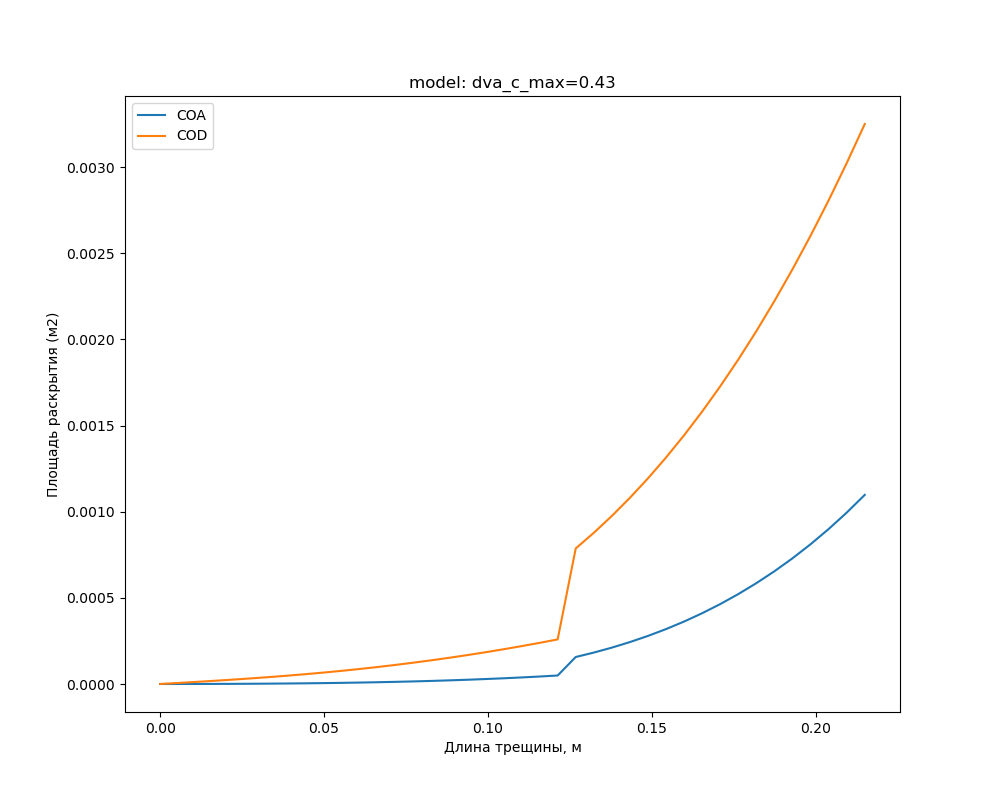 model: dva_c_max=0.43
COA
COD
0.0030
0.0025
0.0020
0.0015
0.0010
0.0005
0.0000
Площадь раскрытия (м2)
0.00 0.05 0.10 0.15 0.20
Длина трещины, м